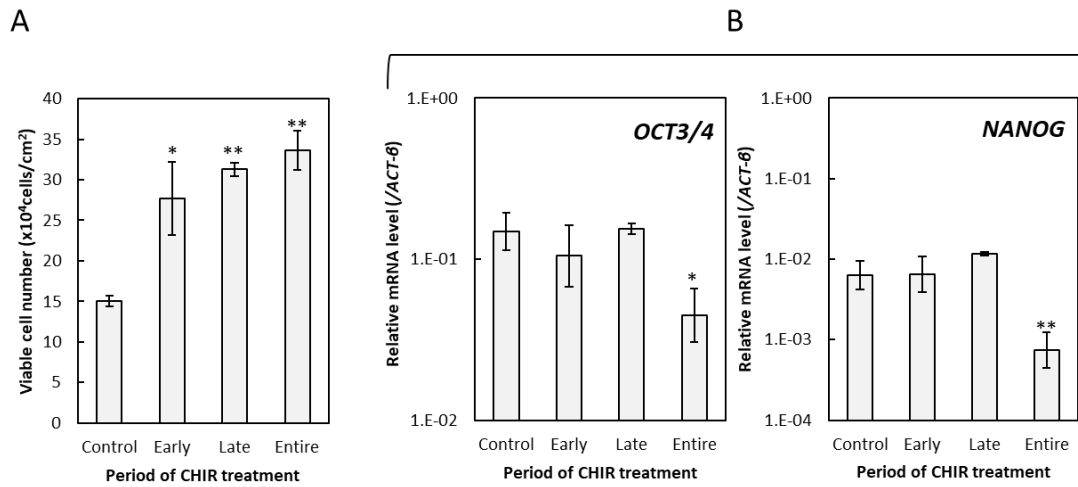 A
B
Viable cell number (x10⁴cells/cm²)
40
35
30
25
20
15
10
5
0
*
**
**
Control Early Late Entire
Period of CHIR treatment
Relative mRNA level (/ACT-β)
1.E+00
1.E-01
1.E-02
OCT3/4
*
Control Early Late Entire
Period of CHIR treatment
Relative mRNA level (/ACT-β)
1.E+00
1.E-01
1.E-02
1.E-03
1.E-04
NANOG
**
Control Early Late Entire
Period of CHIR treatment